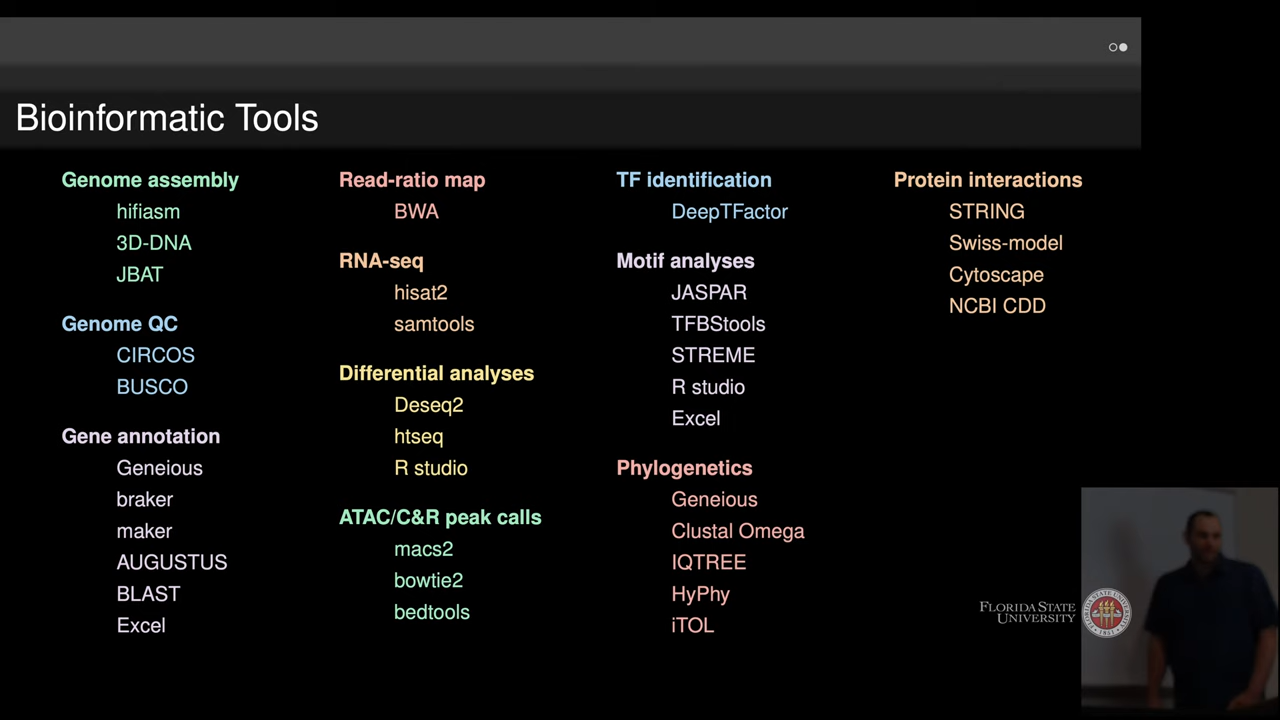 Bioinformatic Tools
Genome assembly
hifiasm
3D-DNA
JBAT
Genome QC
CIRCOS
BUSCO
Gene annotation
Geneious
braker
maker
AUGUSTUS
BLAST
Excel
Read-ratio map
BWA
RNA-seq
hisat2
samtools
Differential analyses
Deseq2
htseq
R studio
ATAC/C&R peak calls
macs2
bowtie2
bedtools
TF identification
DeepTFactor
Motif analyses
JASPAR
TFBStools
STREME
R studio
Excel
Phylogenetics
Geneious
Clustal Omega
IQTREE
HyPhy
iTOL
Protein interactions
STRING
Swiss-model
Cytoscape
NCBI CDD
FLORIDA STATE
UNIVERSITY